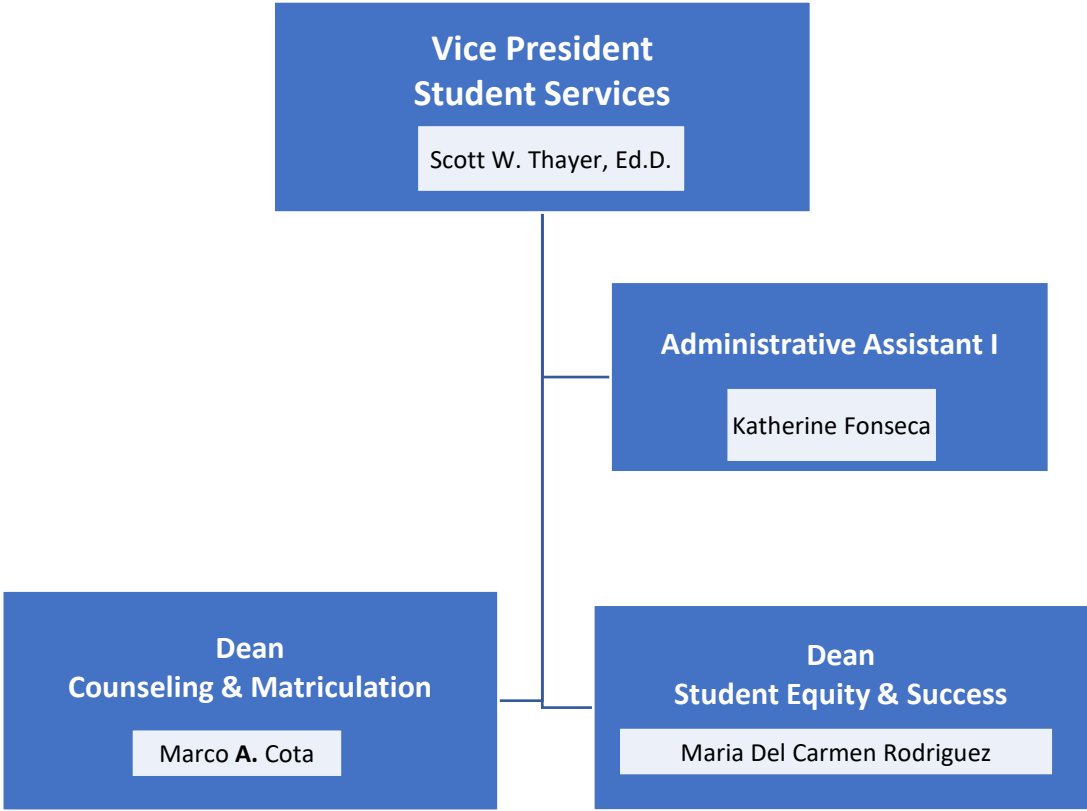 Vice President
Student Services
Scott W. Thayer, Ed.D.
Administrative Assistant I
Katherine Fonseca
Dean
Counseling & Matriculation
Marco A. Cota
Dean
Student Equity & Success
Maria Del Carmen Rodriguez